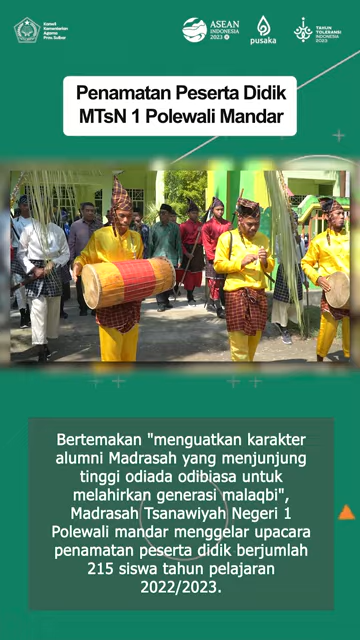 Kanwil
Kementerian
Agama
Prov. Sulbar
ASEAN
INDONESIA
2023
pusaka
TAHUN
TOLERANSI
INDONESIA
2023
Penamatan Peserta Didik
MTsN 1 Polewali Mandar
Bertemakan "menguatkan karakter
alumni Madrasah yang menjunjung
tinggi odiada odibiasa untuk
melahirkan generasi malaqbi",
Madrasah Tsanawiyah Negeri 1
Polewali mandar menggelar upacara
penamatan peserta didik berjumlah
215 siswa tahun pelajaran
2022/2023.